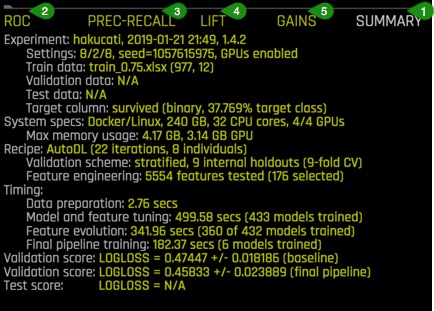 ROC 2 PREC-RECALL 3 LIFT 4 GAINS 5 SUMMARY 1
Experiment: hakucati, 2019-01-21 21:49, 1.4.2
Settings: 8/2/8, seed=1057615975, GPUs enabled
Train data: train_0.75.xlsx (977, 12)
Validation data: N/A
Test data: N/A
Target column: survived (binary, 37.769% target class)
System specs: Docker/Linux, 240 GB, 32 CPU cores, 4/4 GPUs
Max memory usage: 4.17 GB, 3.14 GB GPU
Recipe: AutoDL (22 iterations, 8 individuals)
Validation scheme: stratified, 9 internal holdouts (9-fold CV)
Feature engineering: 5554 features tested (176 selected)
Timing:
Data preparation: 2.76 secs
Model and feature tuning: 499.58 secs (433 models trained)
Feature evolution: 341.96 secs (360 of 432 models trained)
Final pipeline training: 182.37 secs (6 models trained)
Validation score: LOGLOSS = 0.47447 +/- 0.018186 (baseline)
Validation score: LOGLOSS = 0.45833 +/- 0.023889 (final pipeline)
Test score: LOGLOSS = N/A